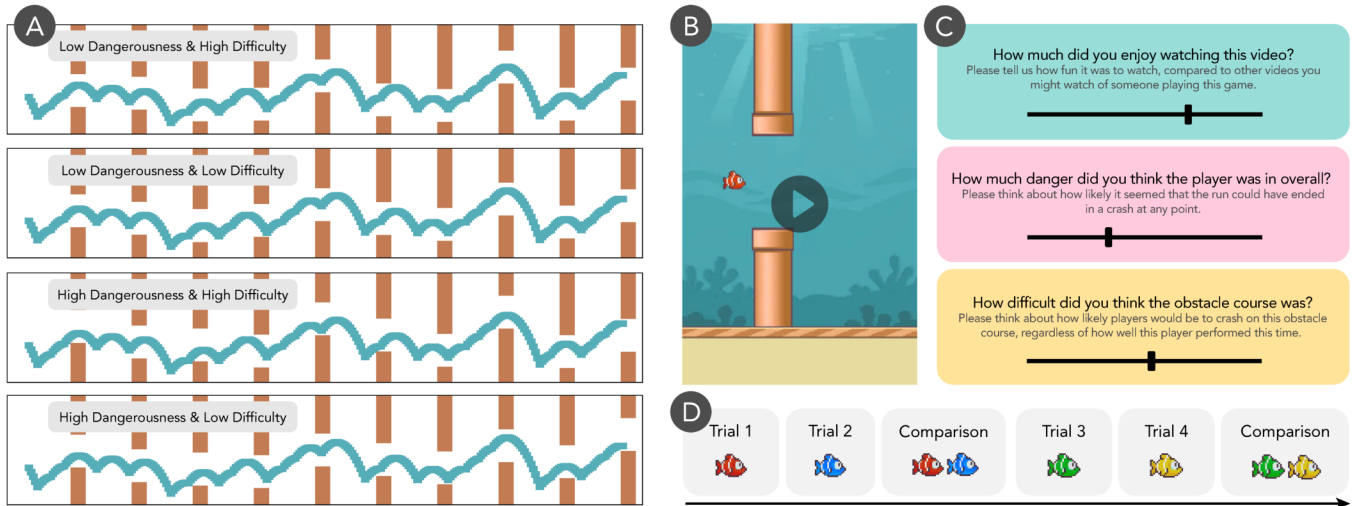 A
Low Dangerousness & High Difficulty
Low Dangerousness & Low Difficulty
High Dangerousness & High Difficulty
High Dangerousness & Low Difficulty
B
C
How much did you enjoy watching this video?
Please tell us how fun it was to watch, compared to other videos you
might watch of someone playing this game.
How much danger did you think the player was in overall?
Please think about how likely it seemed that the run could have ended
in a crash at any point.
How difficult did you think the obstacle course was?
Please think about how likely players would be to crash on this obstacle
course, regardless of how well this player performed this time.
D
Trial 1
Trial 2
Comparison
Trial 3
Trial 4
Comparison